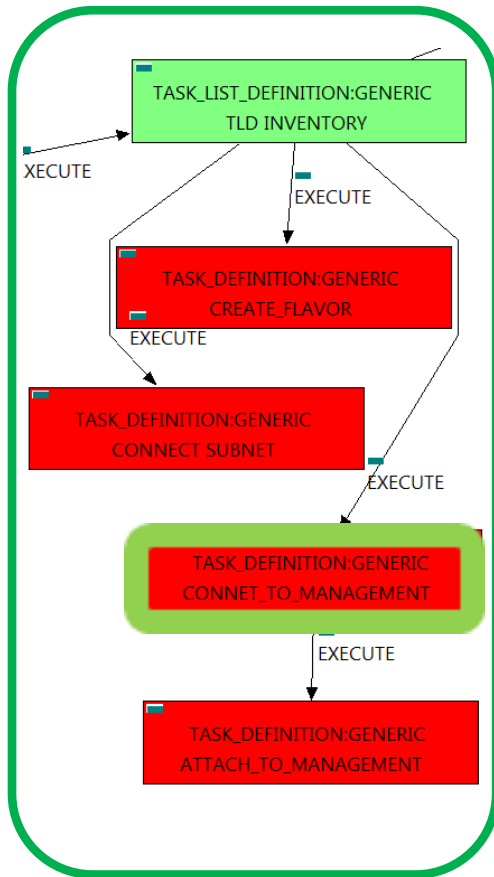 TASK_LIST_DEFINITION:GENERIC
TLD INVENTORY
XECUTE
EXECUTE
TASK_DEFINITION:GENERIC
CREATE_FLAVOR
EXECUTE
TASK_DEFINITION:GENERIC
CONNECT SUBNET
EXECUTE
TASK_DEFINITION:GENERIC
CONNET_TO_MANAGEMENT
EXECUTE
TASK_DEFINITION:GENERIC
ATTACH_TO_MANAGEMENT